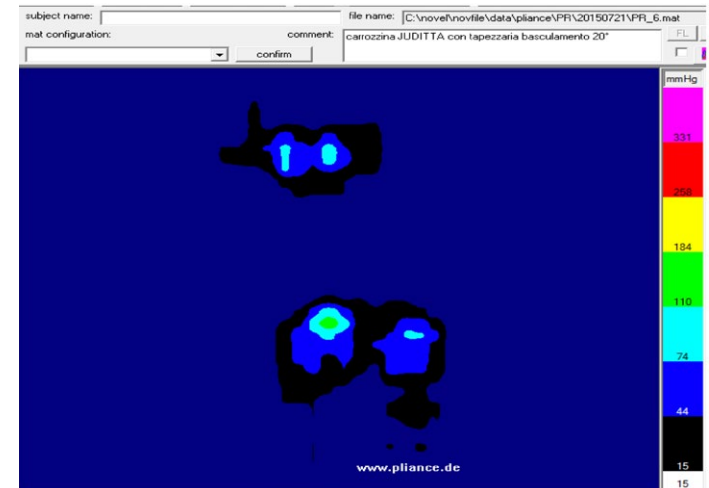 subject name:
file name: C:\novel\novfile\data\pliance\PR\20150721\PR_6.mat
mat configuration:
comment: carrozzina JUDITTA con tapezzaria basculamento 20°
FL
confirm
mmHg
331
258
184
110
74
44
15
15
www.pliance.de